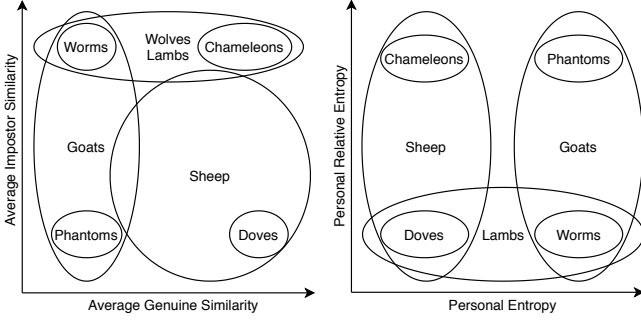 Average Impostor Similarity
Worms
Wolves
Lambs
Chameleons
Goats
Sheep
Phantoms
Doves
Average Genuine Similarity
Personal Relative Entropy
Chameleons
Phantoms
Sheep
Goats
Doves
Lambs
Worms
Personal Entropy